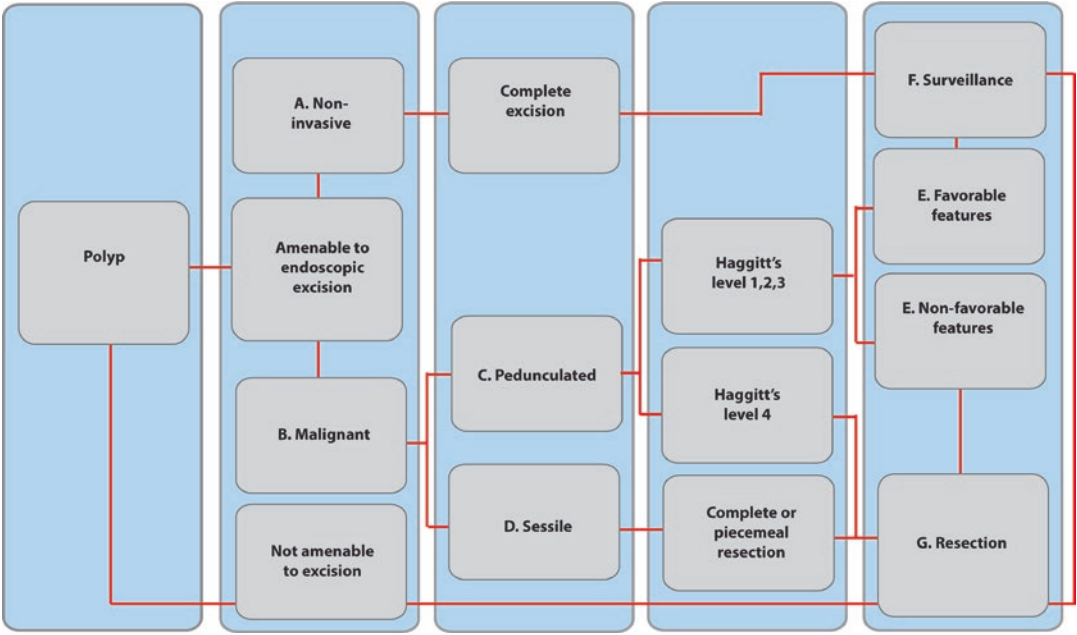 Polyp
A. Non-
invasive
Amenable to
endoscopic
excision
B. Malignant
Not amenable
to excision
Complete
excision
C. Pedunculated
D. Sessile
Haggitt's
level 1,2,3
Haggitt's
level 4
Complete or
piecemeal
resection
F. Surveillance
E. Favorable
features
E. Non-favorable
features
G. Resection